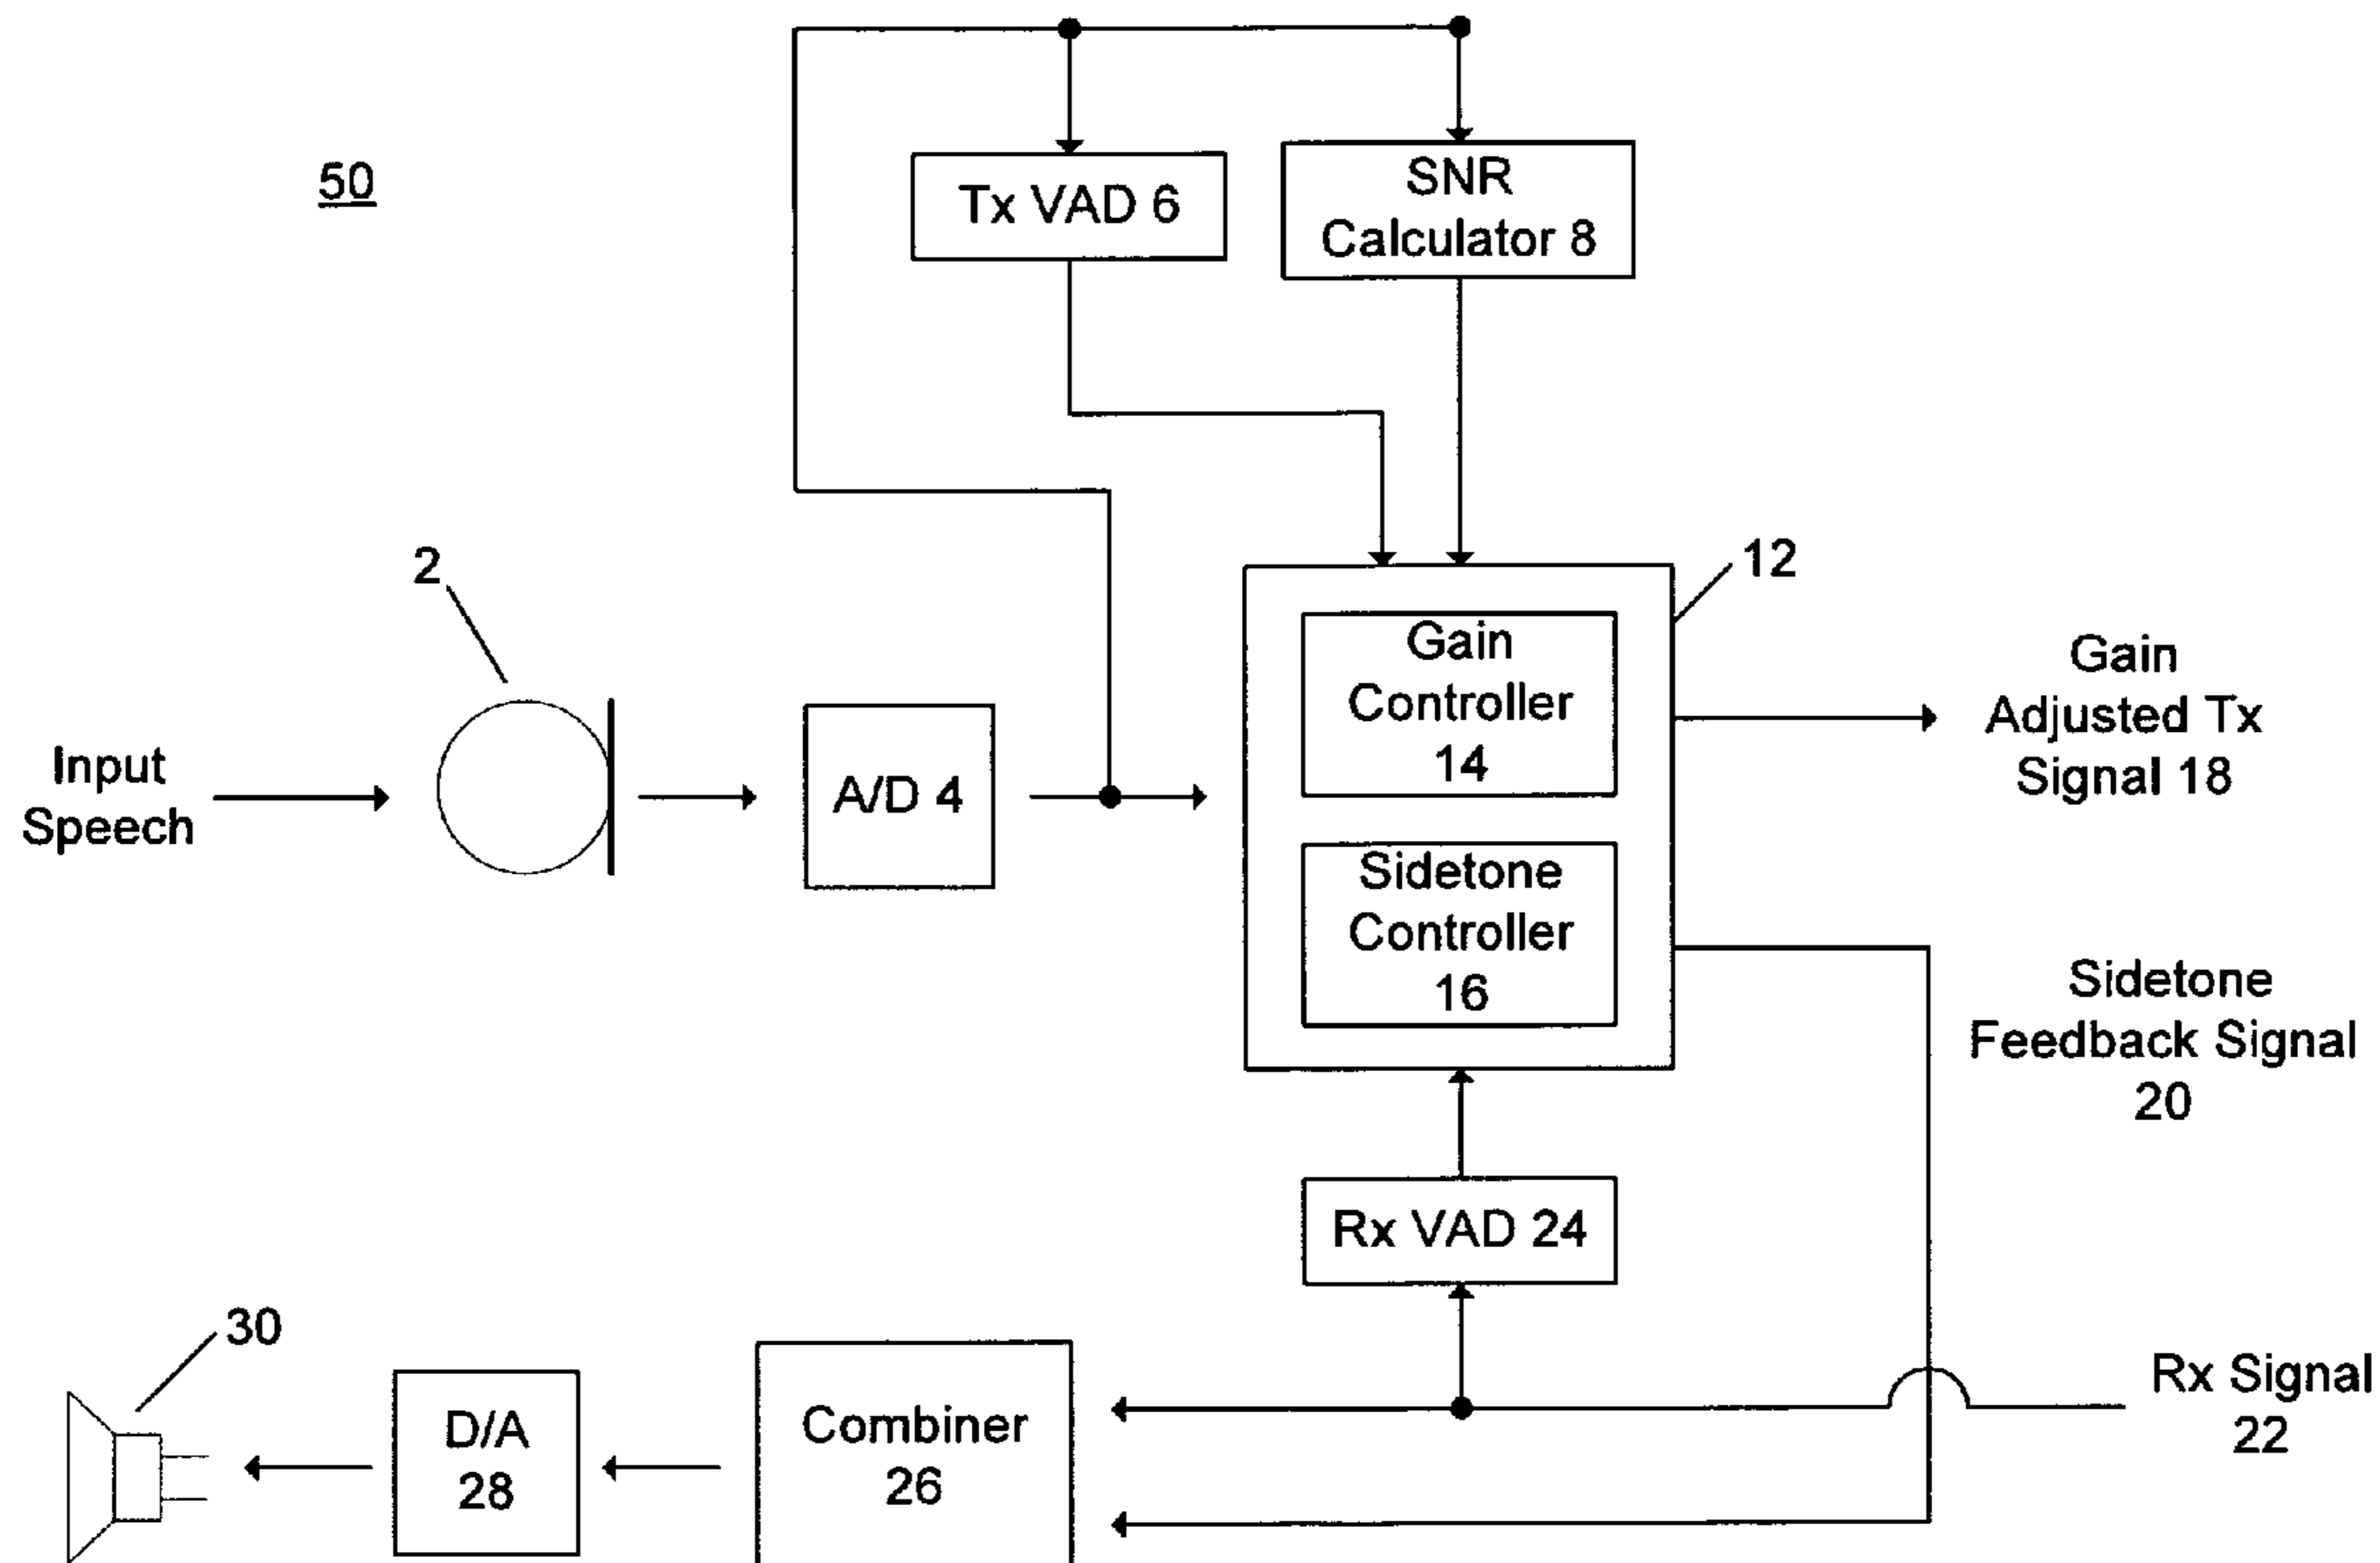 50
Tx VAD 6
SNR
Calculator 8
2
12
Gain
Controller
14
Gain
Adjusted Tx
Signal 18
Input
Speech
A/D 4
Sidetone
Controller
16
Sidetone
Feedback Signal
20
Rx VAD 24
30
D/A
28
Combiner
26
Rx Signal
22